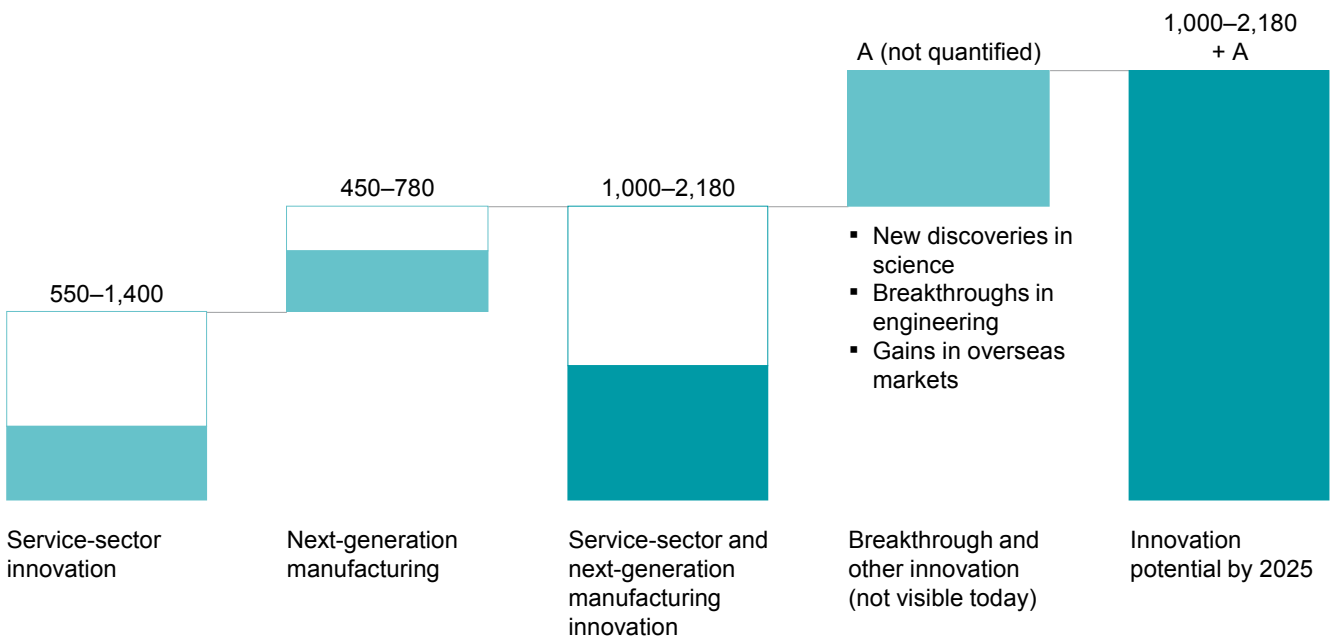 1,000–2,180
+ A
A (not quantified)
450–780
1,000–2,180
550–1,400
▪ New discoveries in
science
▪ Breakthroughs in
engineering
▪ Gains in overseas
markets
Service-sector
innovation
Next-generation
manufacturing
Service-sector and
next-generation
manufacturing
innovation
Breakthrough and
other innovation
(not visible today)
Innovation
potential by 2025